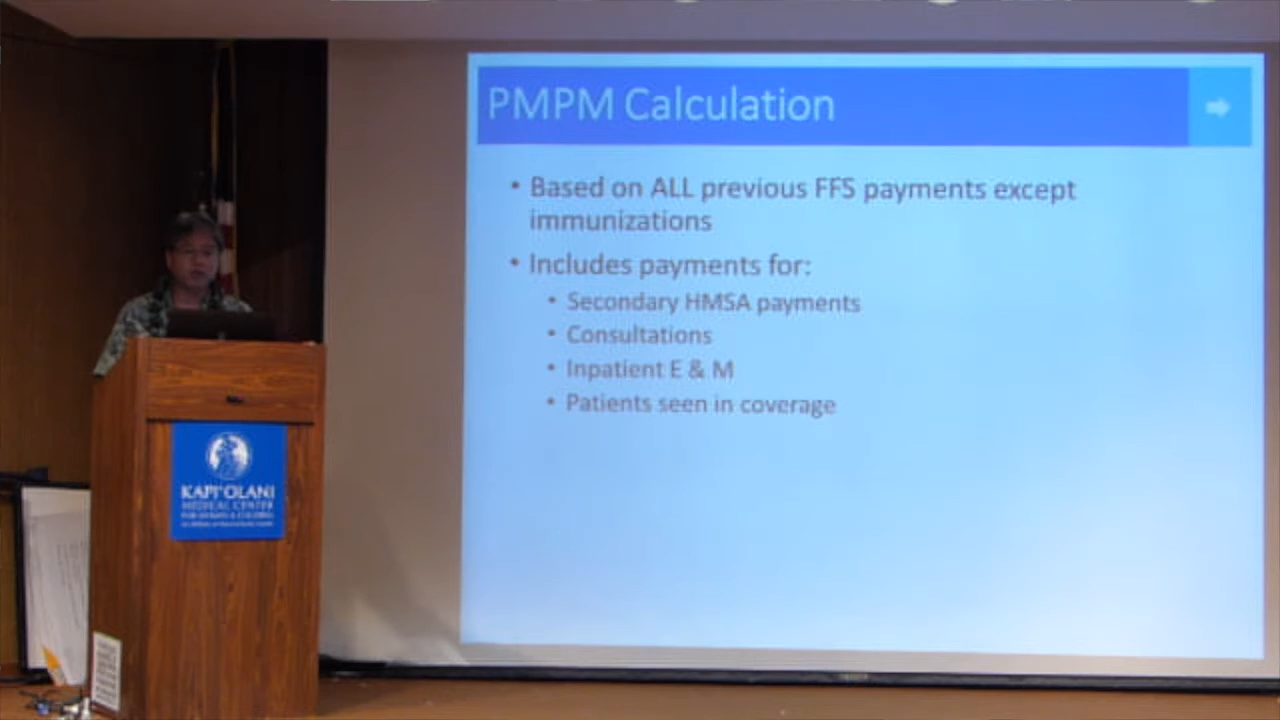 PMPM Calculation
• Based on ALL previous FFS payments except
immunizations
• Includes payments for:
• Secondary HMSA payments
• Consultations
• Inpatient E & M
• Patients seen in coverage
KAPI'OLANI
MEDICAL CENTER
FOR WOMEN & CHILDREN